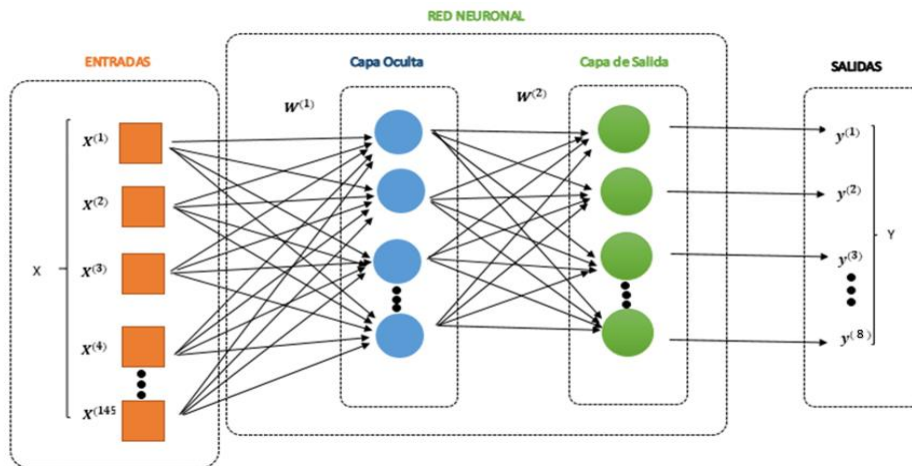 RED NEURONAL
ENTRADAS
Capa Oculta
Capa de Salida
SALIDAS
W⁽¹⁾
W⁽²⁾
X⁽¹⁾
X⁽²⁾
X⁽³⁾
X⁽⁴⁾
X⁽¹⁴⁵
X
y⁽¹⁾
y⁽²⁾
y⁽³⁾
y⁽⁸⁾
Y